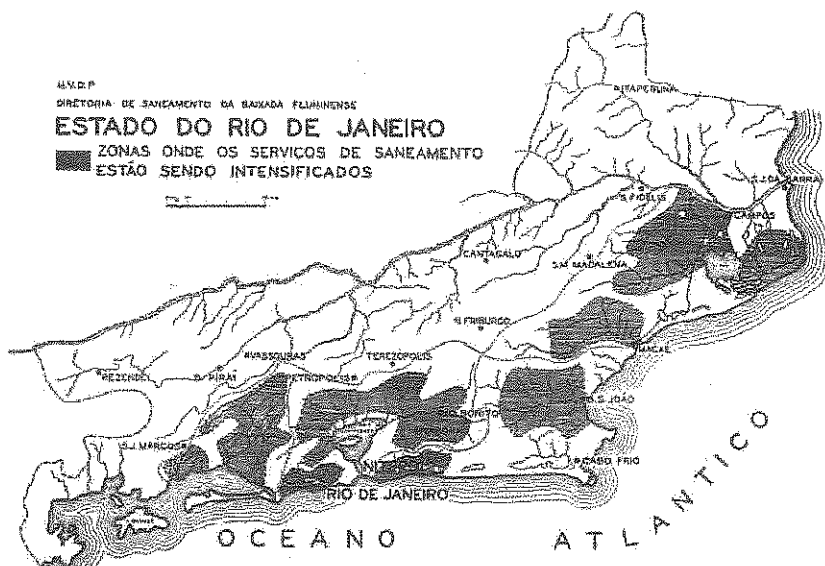 M.V.O.P
DIRETORIA DE SANEAMENTO DA BAIXADA FLUMINENSE
ESTADO DO RIO DE JANEIRO
ZONAS ONDE OS SERVIÇOS DE SANEAMENTO
ESTÃO SENDO INTENSIFICADOS
ITAPERUNA
S.J.DA BARRA
S.FIDELIS
CAMPOS
CANTAGALO
S.M.MADALENA
N.FRIBURGO
MACAÉ
VASSOURAS
TEREZOPOLIS
REZENDE
B. PIRAÍ
PETROPOLIS
S. JOÃO
RIO BONITO
S.J.MARCOS
CABO FRIO
RIO DE JANEIRO
OCEANO ATLANTICO